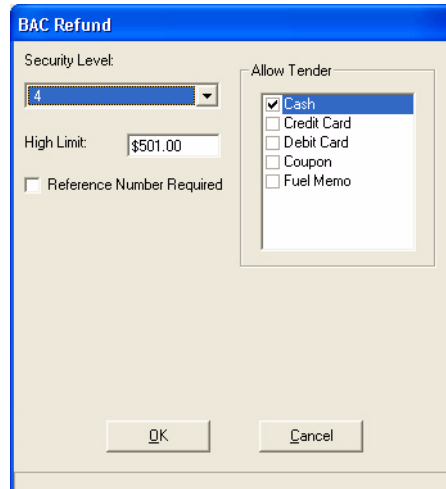 BAC Refund
Security Level:
4
High Limit:
$501.00
Reference Number Required
Allow Tender
Cash
Credit Card
Debit Card
Coupon
Fuel Memo
OK
Cancel